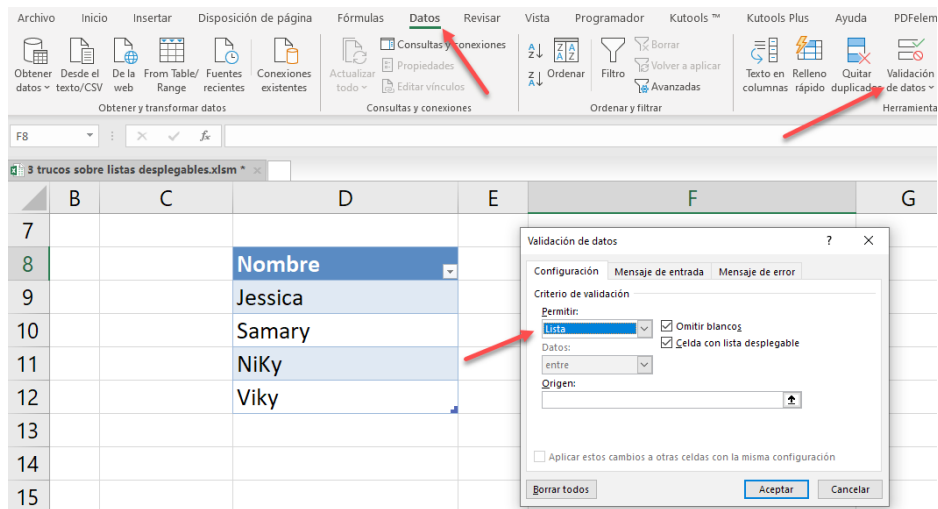 Archivo Inicio Insertar Disposición de página Fórmulas Datos Revisar Vista Programador Kutools ™ Kutools Plus Ayuda PDFelem
Obtener datos
Desde el texto/CSV
De la web
From Table/ Range
Fuentes recientes
Conexiones existentes
Obtener y transformar datos
Actualizar todo
Consultas y conexiones
Propiedades
Editar vínculos
Consultas y conexiones
Ordenar
Filtro
Borrar
Volver a aplicar
Avanzadas
Ordenar y filtrar
Texto en columnas
Relleno rápido
Quitar duplicados
Validación de datos
Herramienta
F8 fx
3 trucos sobre listas desplegables.xlsm *
B C D E F G
7
8 Nombre
9 Jessica
10 Samary
11 NiKy
12 Viky
13
14
15
Validación de datos ?
Configuración Mensaje de entrada Mensaje de error
Criterio de validación
Permitir:
Lista Omitir blancos
Celda con lista desplegable
Datos:
entre
Origen:
Aplicar estos cambios a otras celdas con la misma configuración
Borrar todos Aceptar Cancelar